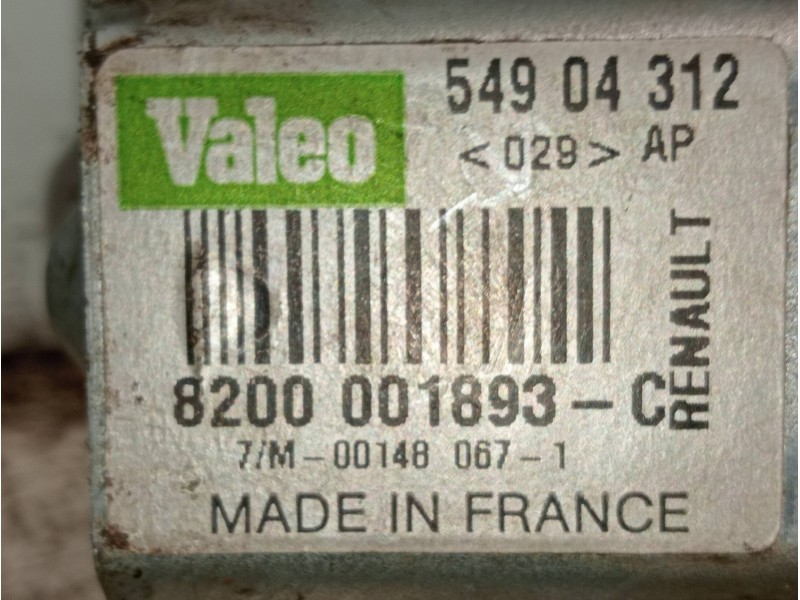 Valeo
549 04 312
<029> AP
RENAULT
8200 001893-C
7/M-00148 067-1
MADE IN FRANCE